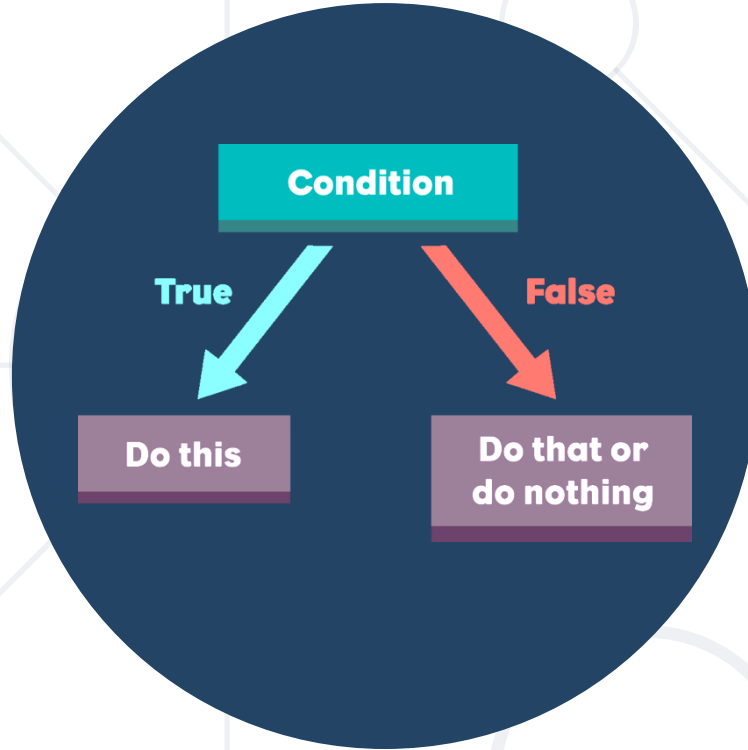 Condition
True
False
Do this
Do that or
do nothing